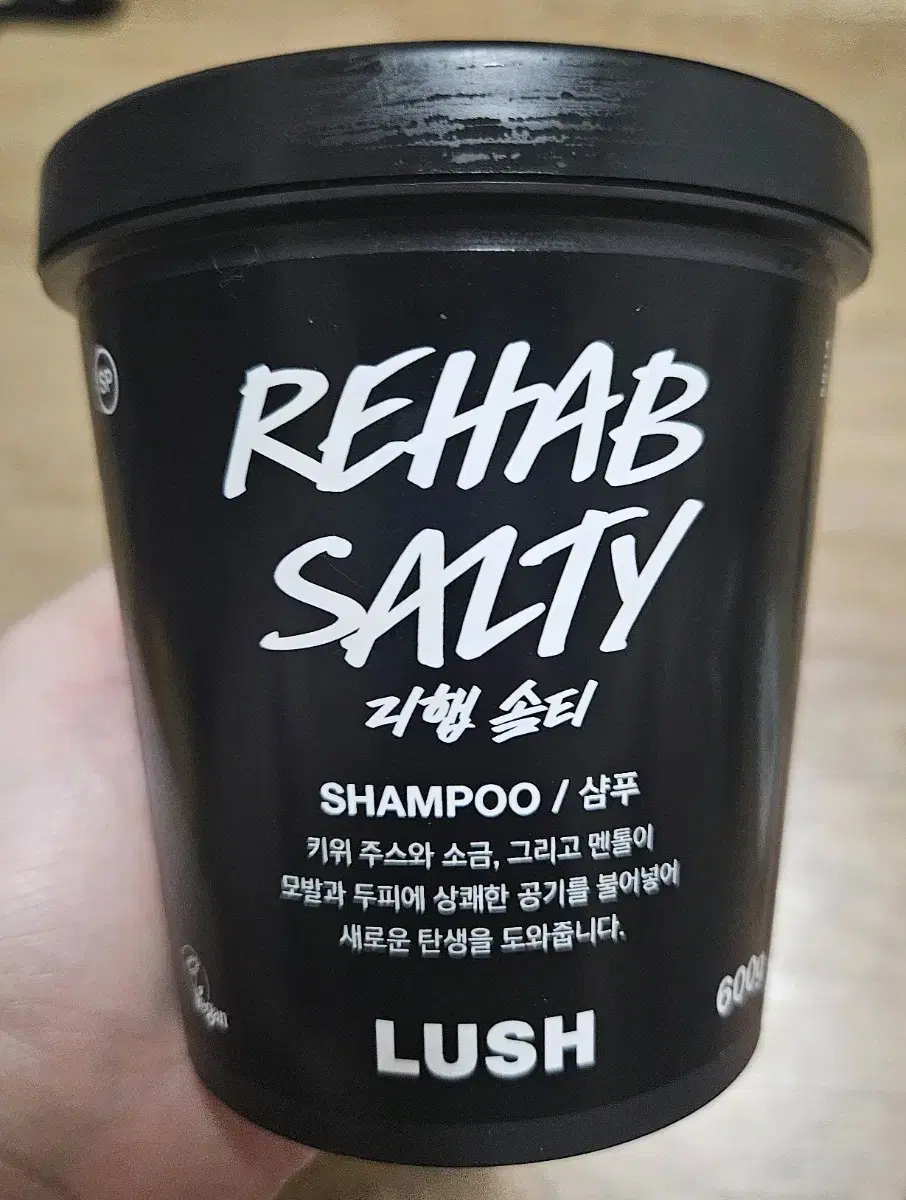 SP
REHAB
SALTY
리햅 솔티
SHAMPOO / 샴푸
키위 주스와 소금, 그리고 멘톨이
모발과 두피에 상쾌한 공기를 불어넣어
새로운 탄생을 도와줍니다.
Vegan
600g
LUSH